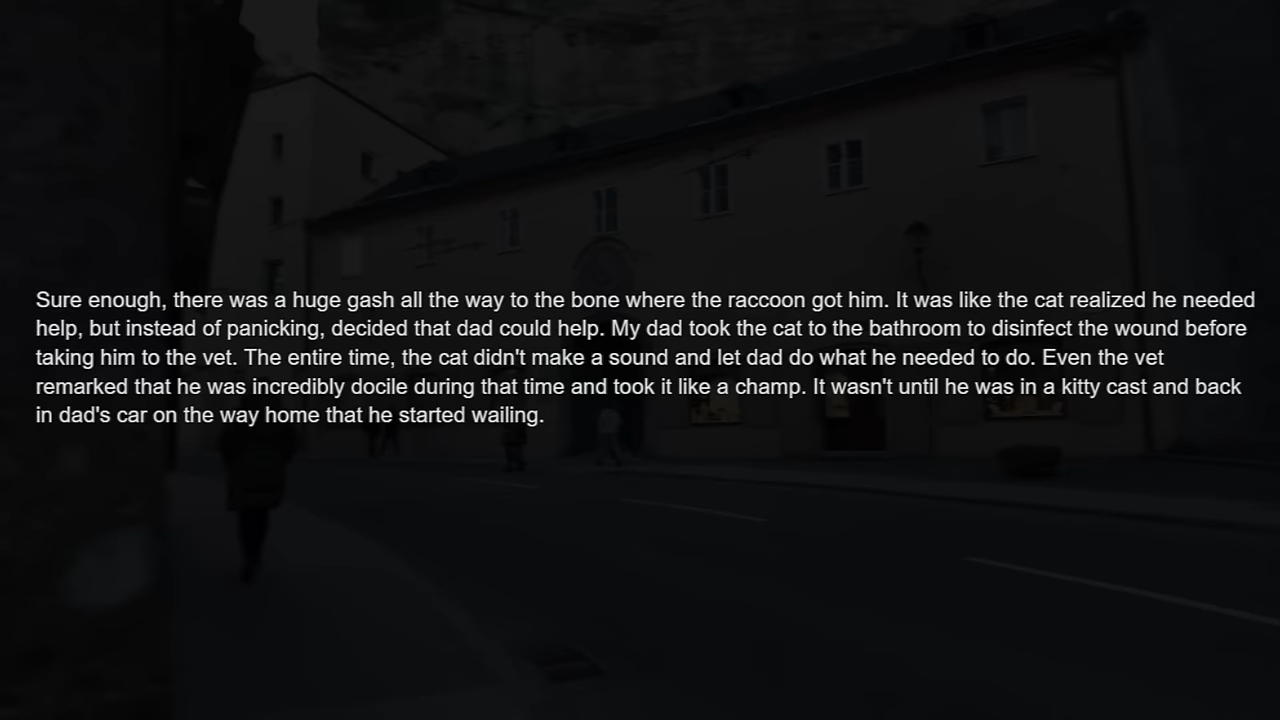 Sure enough, there was a huge gash all the way to the bone where the raccoon got him. It was like the cat realized he needed
help, but instead of panicking, decided that dad could help. My dad took the cat to the bathroom to disinfect the wound before
taking him to the vet. The entire time, the cat didn't make a sound and let dad do what he needed to do. Even the vet
remarked that he was incredibly docile during that time and took it like a champ. It wasn't until he was in a kitty cast and back
in dad's car on the way home that he started wailing.